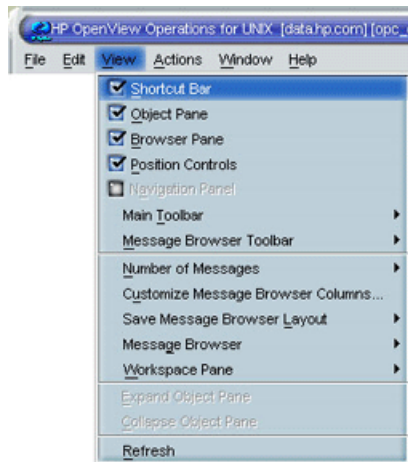 HP OpenView Operations for UNIX [data.hp.com] [opc_
File Edit View Actions Window Help
Shortcut Bar
Object Pane
Browser Pane
Position Controls
Navigation Panel
Main Toolbar
Message Browser Toolbar
Number of Messages
Customize Message Browser Columns...
Save Message Browser Layout
Message Browser
Workspace Pane
Expand Object Pane
Collapse Object Pane
Refresh